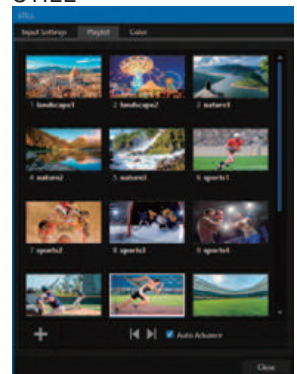 STILL
Input Settings Playlist Color
1 landscape1 2 landscape2 3 nature1
4 nature2 5 nature3 6 sports1
7 sports2 8 sports3 9 sports4
Auto Advance
Close